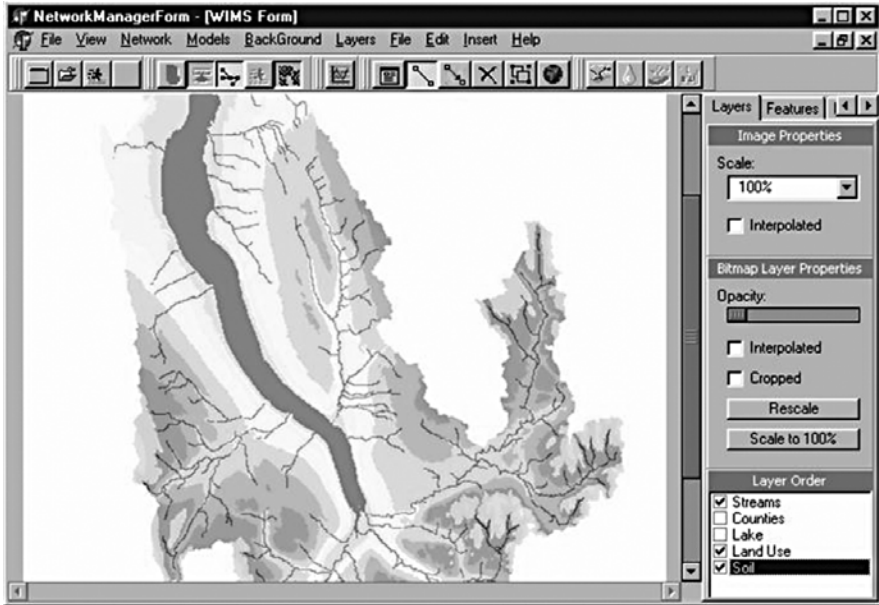 NetworkManagerForm - [WIMS Form]
File View Network Models BackGround Layers File Edit Insert Help
Layers Features
Image Properties
Scale:
100%
Interpolated
Bitmap Layer Properties
Opacity:
Interpolated
Cropped
Rescale
Scale to 100%
Layer Order
Streams
Counties
Lake
Land Use
Soil